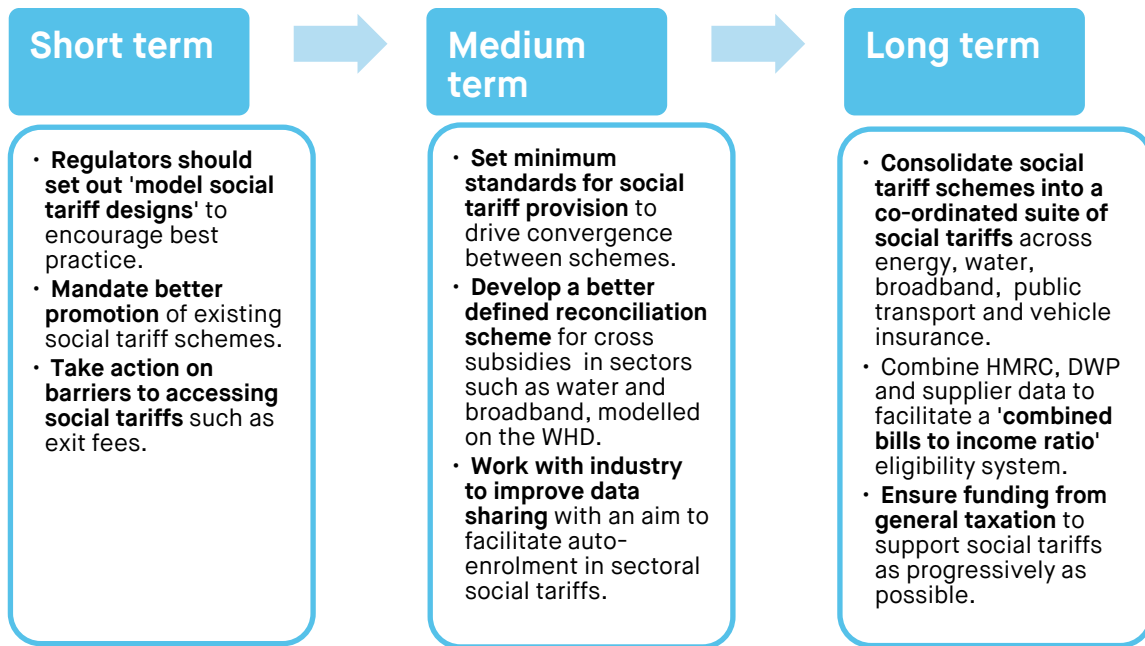 Short term
Medium
term
Long term
· Regulators should
set out 'model social
tariff designs' to
encourage best
practice.
· Mandate better
promotion of existing
social tariff schemes.
· Take action on
barriers to accessing
social tariffs such as
exit fees.
· Set minimum
standards for social
tariff provision to
drive convergence
between schemes.
· Develop a better
defined reconciliation
scheme for cross
subsidies in sectors
such as water and
broadband, modelled
on the WHD.
· Work with industry
to improve data
sharing with an aim to
facilitate auto-
enrolment in sectoral
social tariffs.
· Consolidate social
tariff schemes into a
co-ordinated suite of
social tariffs across
energy, water,
broadband, public
transport and vehicle
insurance.
· Combine HMRC, DWP
and supplier data to
facilitate a 'combined
bills to income ratio'
eligibility system.
· Ensure funding from
general taxation to
support social tariffs
as progressively as
possible.